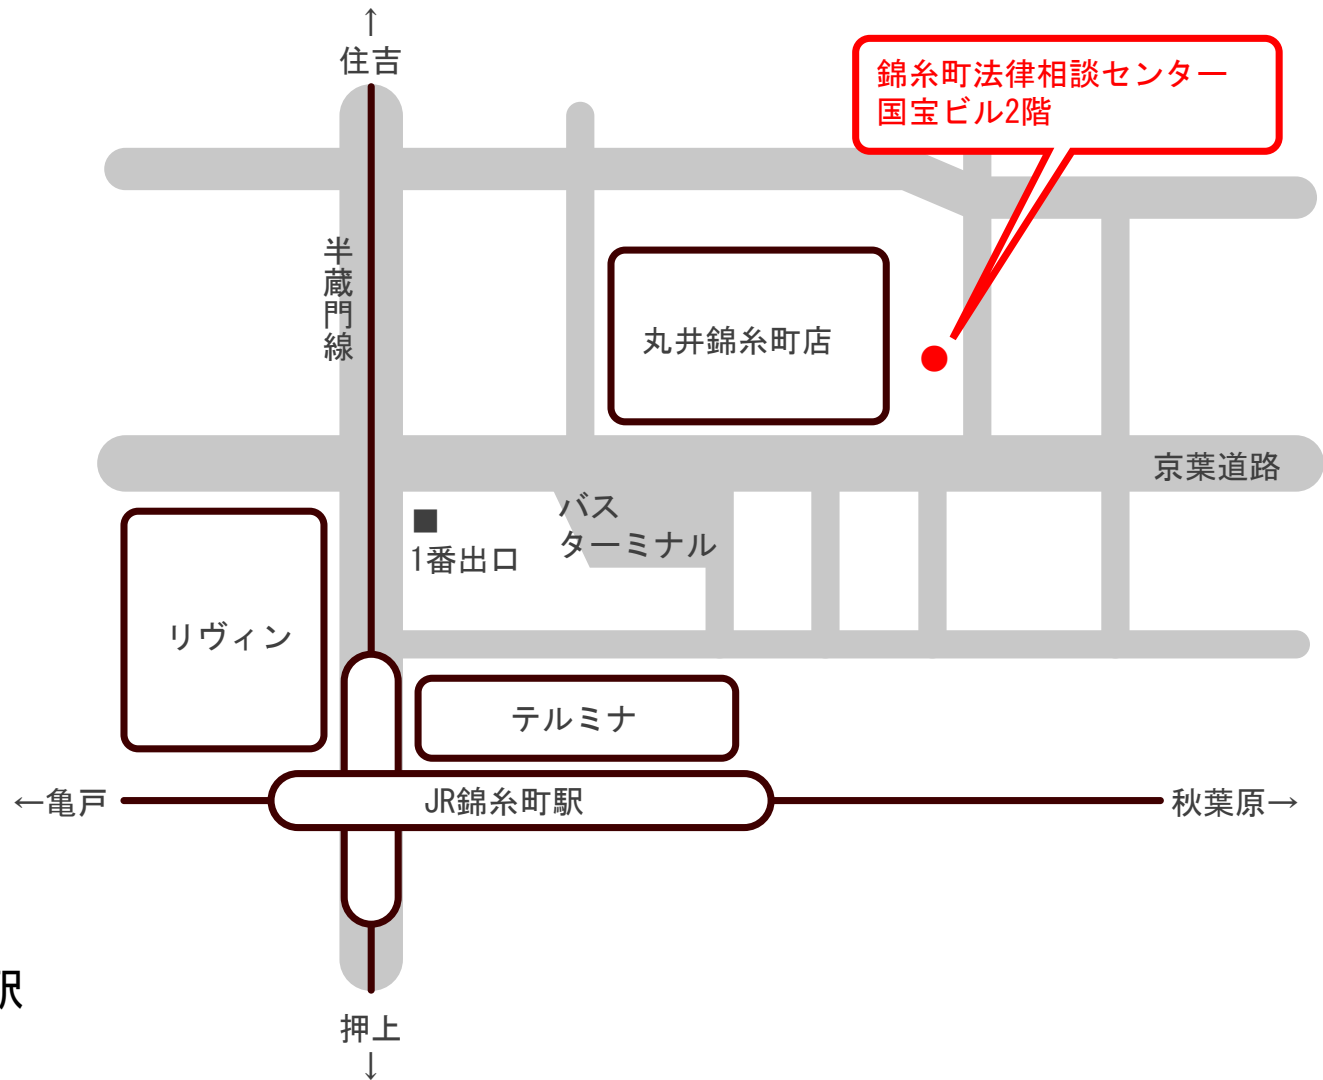 ↑
住吉
錦糸町法律相談センター
国宝ビル2階
半蔵門線
丸井錦糸町店
京葉道路
バス
ターミナル
■
1番出口
リヴィン
テルミナ
←亀戸
JR錦糸町駅
秋葉原→
駅
押上
↓